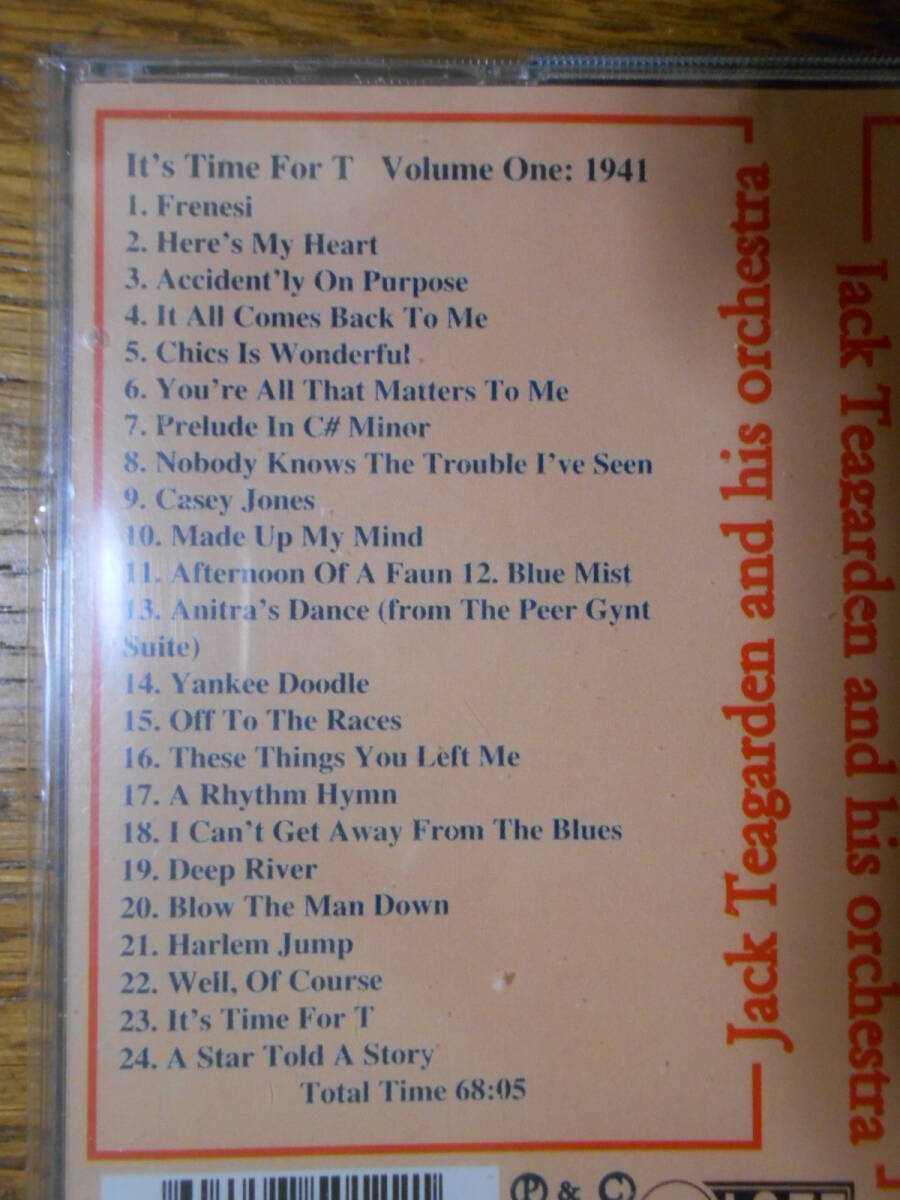 It's Time For T Volume One: 1941
1. Frenesi
2. Here's My Heart
3. Accident'ly On Purpose
4. It All Comes Back To Me
5. Chics Is Wonderful
6. You're All That Matters To Me
7. Prelude In C# Minor
8. Nobody Knows The Trouble I've Seen
9. Casey Jones
10. Made Up My Mind
11. Afternoon Of A Faun 12. Blue Mist
13. Anitra's Dance (from The Peer Gynt
Suite)
14. Yankee Doodle
15. Off To The Races
16. These Things You Left Me
17. A Rhythm Hymn
18. I Can't Get Away From The Blues
19. Deep River
20. Blow The Man Down
21. Harlem Jump
22. Well, Of Course
23. It's Time For T
24. A Star Told A Story
Total Time 68:05
Jack Teagarden and his orchestra
Jack Teagarden and his orchestra
Ⓟ & Ⓒ